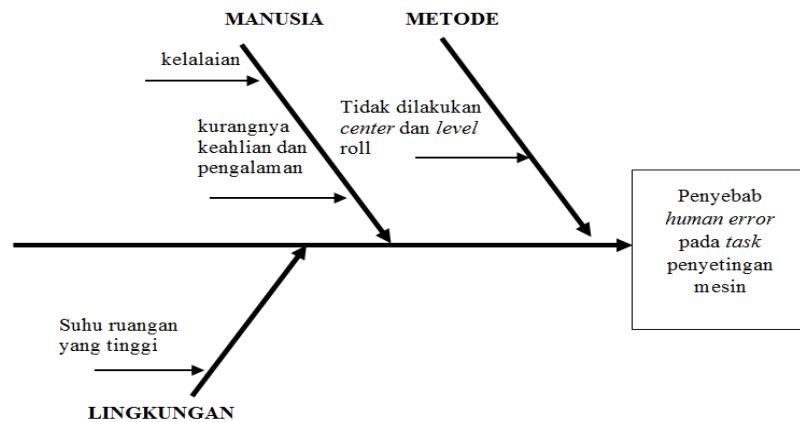 MANUSIA
METODE
kelalaian
Tidak dilakukan
center dan level
roll
kurangnya
keahlian dan
pengalaman
Penyebab
human error
pada task
penyetingan
mesin
Suhu ruangan
yang tinggi
LINGKUNGAN